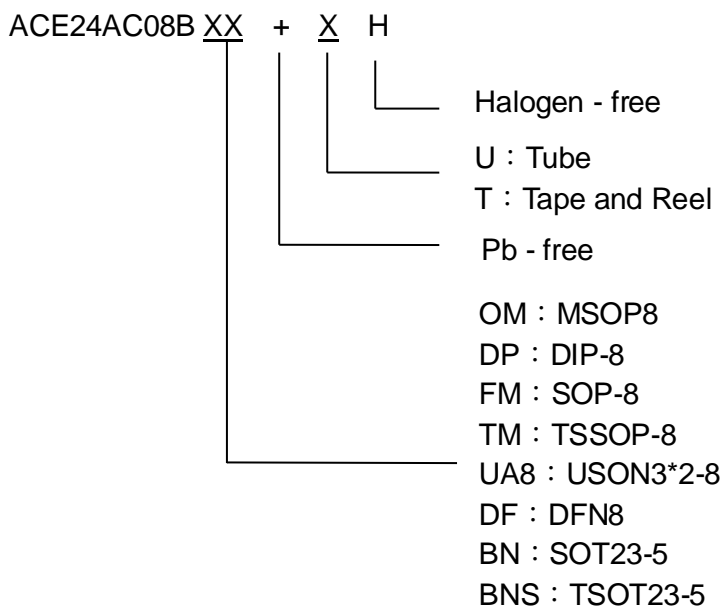 ACE24AC08B XX + X H
Halogen - free
U：Tube
T：Tape and Reel
Pb - free
OM：MSOP8
DP：DIP-8
FM：SOP-8
TM：TSSOP-8
UA8：USON3*2-8
DF：DFN8
BN：SOT23-5
BNS：TSOT23-5